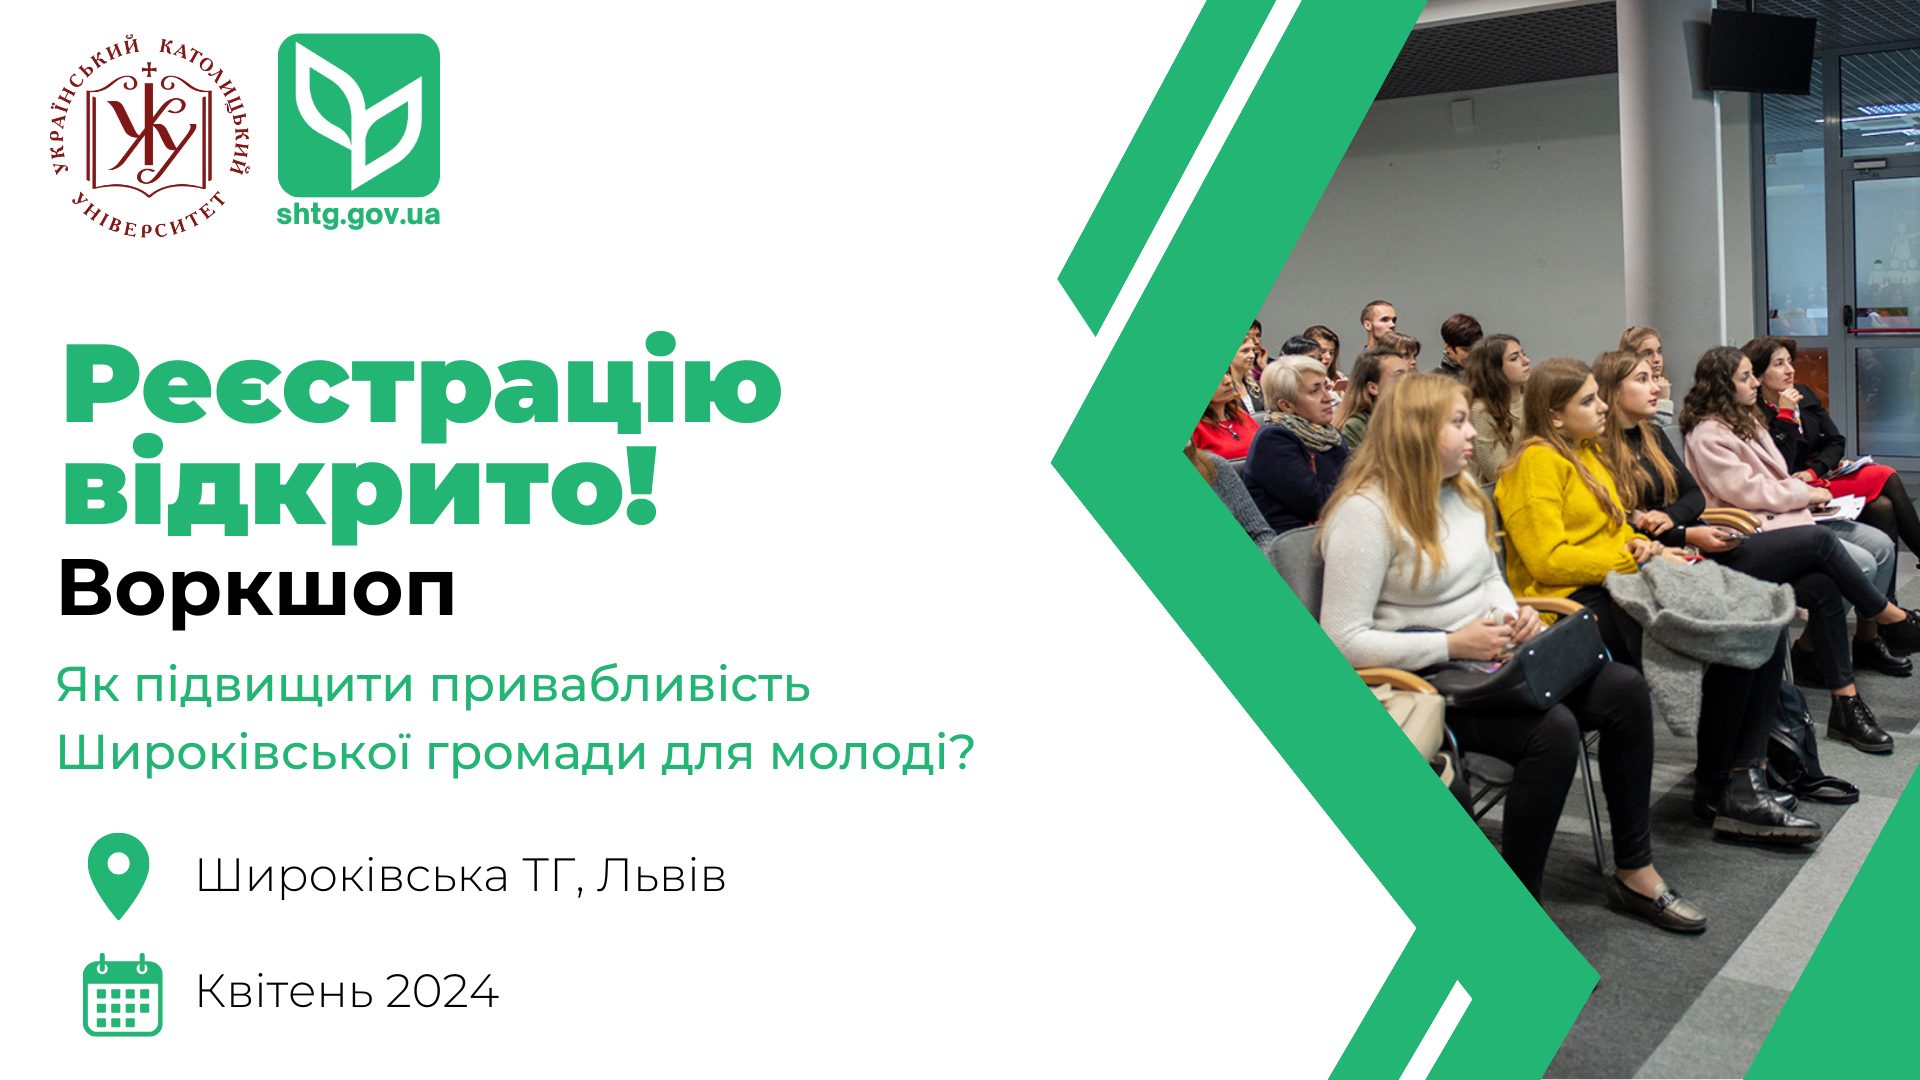 УКРАЇНСЬКИЙ КАТОЛИЦЬКИЙ
УНІВЕРСИТЕТ
shtg.gov.ua
Реєстрацію
відкрито!
Воркшоп
Як підвищити привабливість
Широківської громади для молоді?
Широківська ТГ, Львів
Квітень 2024